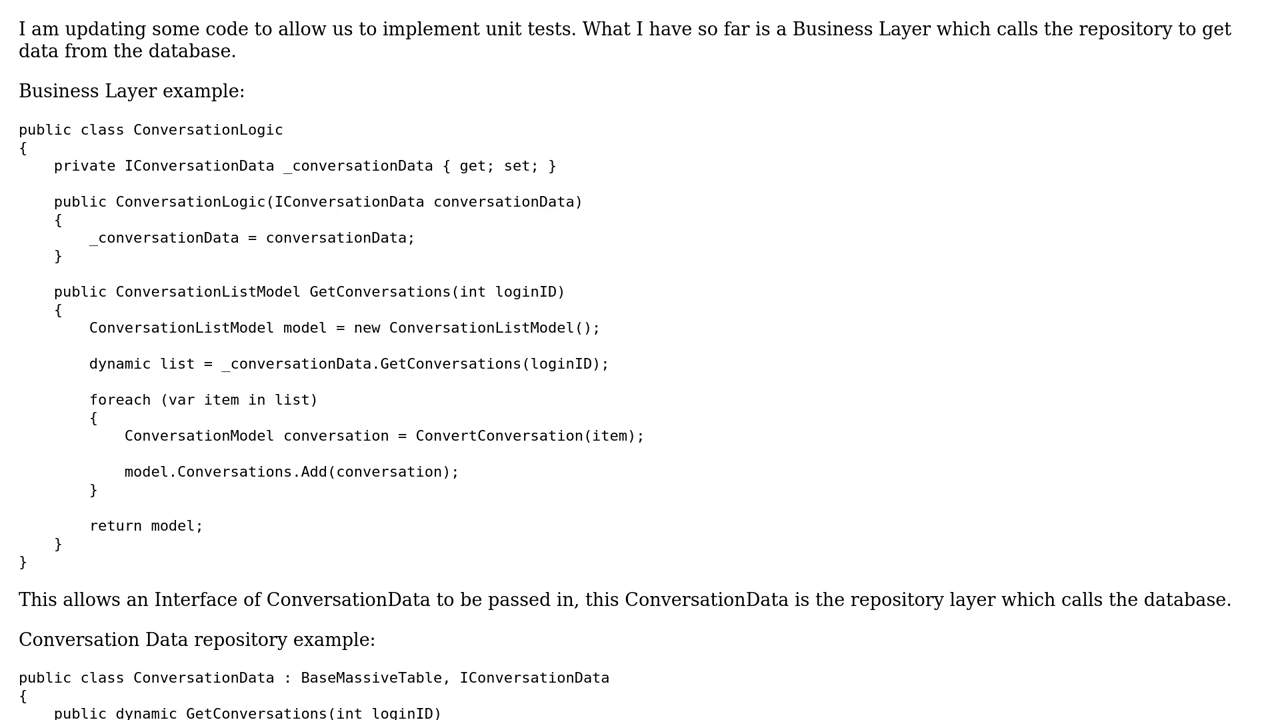 I am updating some code to allow us to implement unit tests. What I have so far is a Business Layer which calls the repository to get
data from the database.
Business Layer example:
public class ConversationLogic
{
    private IConversationData _conversationData { get; set; }
    public ConversationLogic(IConversationData conversationData)
    {
        _conversationData = conversationData;
    }
    public ConversationListModel GetConversations(int loginID)
    {
        ConversationListModel model = new ConversationListModel();
        dynamic list = _conversationData.GetConversations(loginID);
        foreach (var item in list)
        {
            ConversationModel conversation = ConvertConversation(item);
            model.Conversations.Add(conversation);
        }
        return model;
    }
}
This allows an Interface of ConversationData to be passed in, this ConversationData is the repository layer which calls the database.
Conversation Data repository example:
public class ConversationData : BaseMassiveTable, IConversationData
{
    public dynamic GetConversations(int loginID)